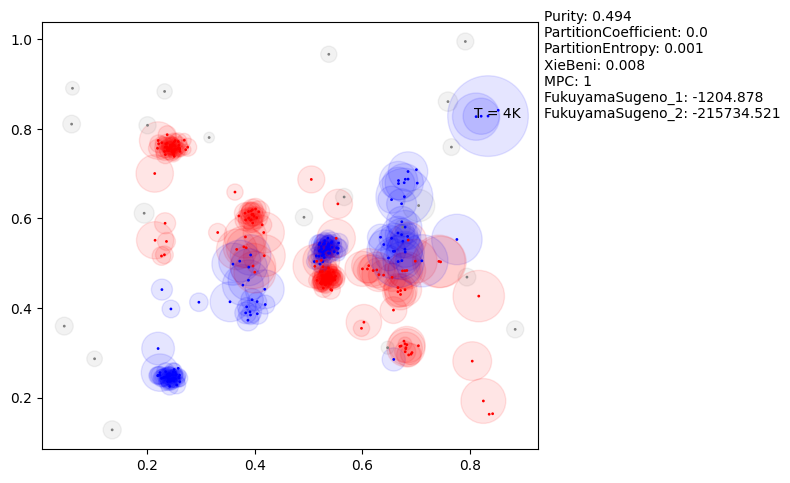 Purity: 0.494
PartitionCoefficient: 0.0
PartitionEntropy: 0.001
XieBeni: 0.008
MPC: 1
FukuyamaSugeno_1: -1204.878
FukuyamaSugeno_2: -215734.521
T = 4K
1.0
0.8
0.6
0.4
0.2
0.2 0.4 0.6 0.8